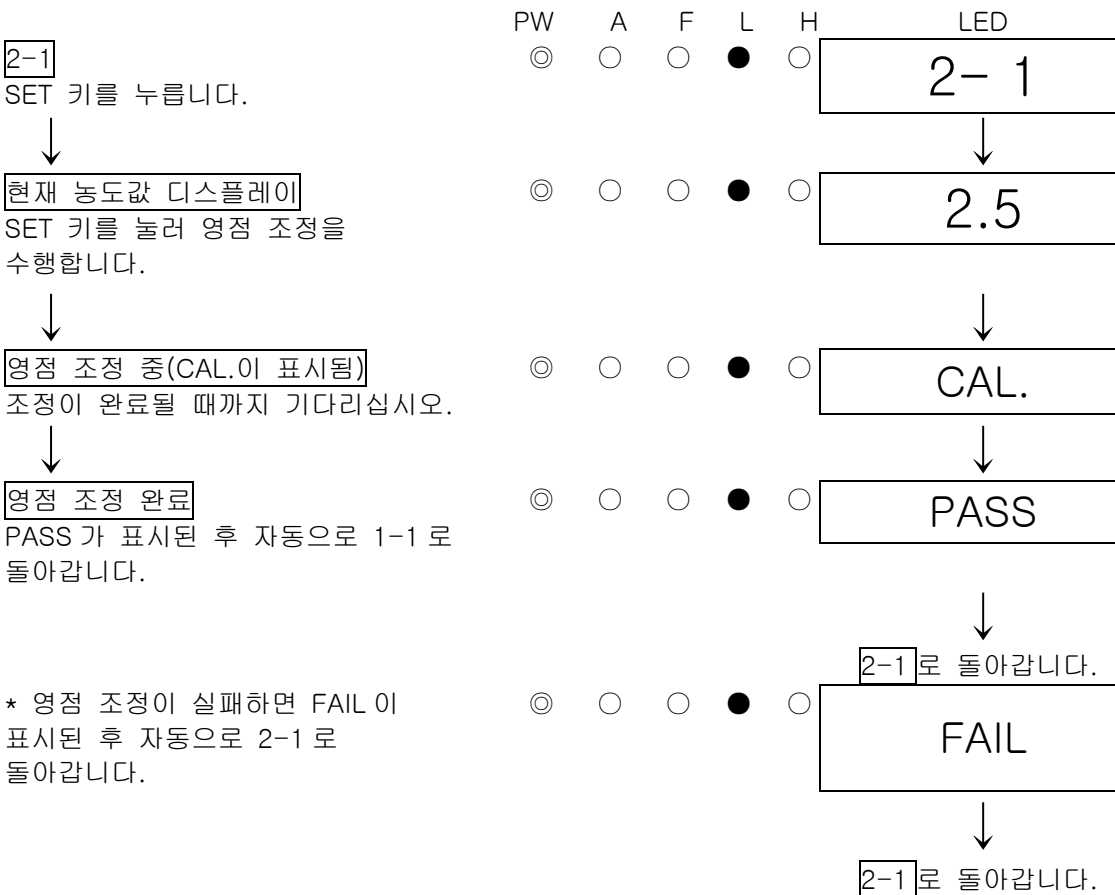 PW A F L H LED
2-1 ◎ ○ ○ ● ○ 2- 1
SET 키를 누릅니다.
↓ ↓
현재 농도값 디스플레이 ◎ ○ ○ ● ○ 2.5
SET 키를 눌러 영점 조정을
수행합니다.
↓ ↓
영점 조정 중(CAL.이 표시됨) ◎ ○ ○ ● ○ CAL.
조정이 완료될 때까지 기다리십시오.
↓ ↓
영점 조정 완료 ◎ ○ ○ ● ○ PASS
PASS 가 표시된 후 자동으로 1-1 로
돌아갑니다.
↓
2-1 로 돌아갑니다.
* 영점 조정이 실패하면 FAIL 이 ◎ ○ ○ ● ○ FAIL
표시된 후 자동으로 2-1 로
돌아갑니다.
↓
2-1 로 돌아갑니다.